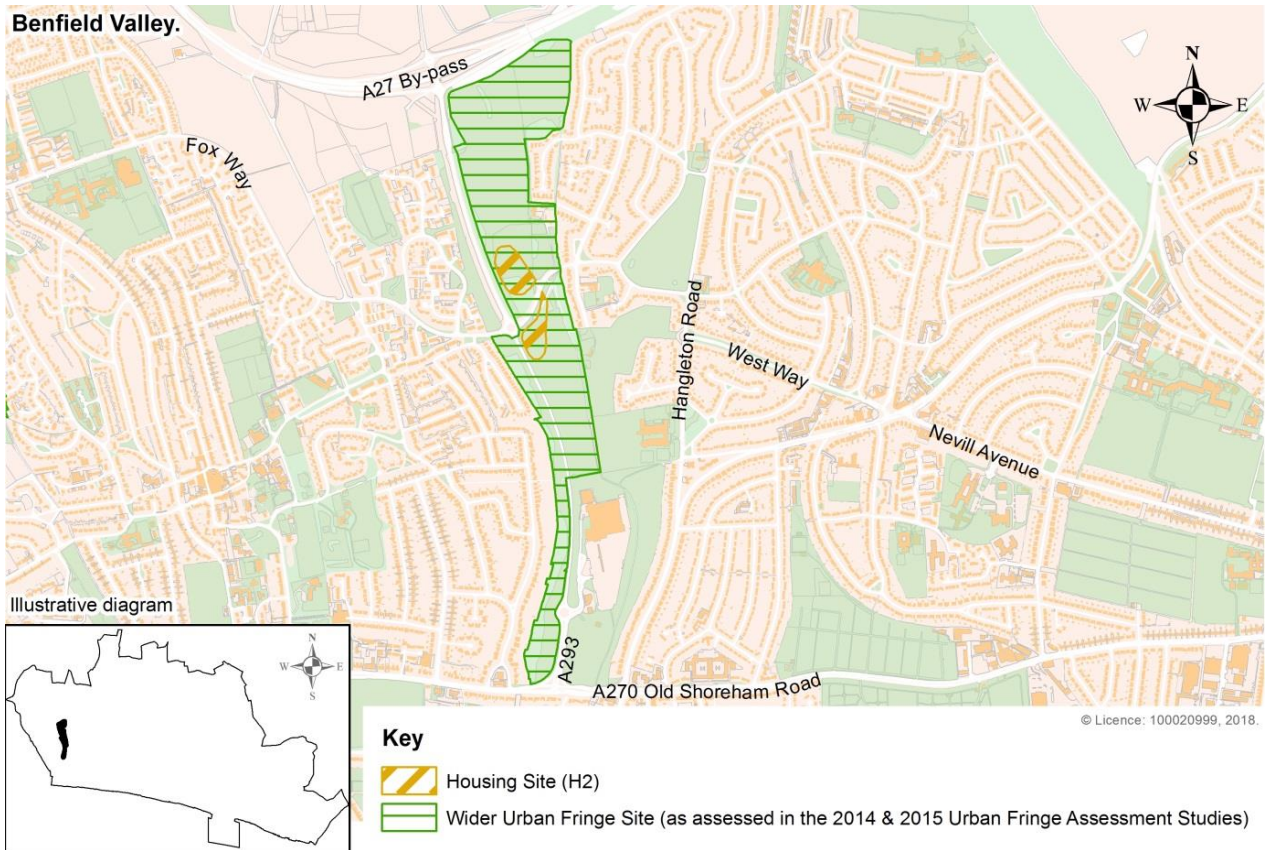 Benfield Valley.
A27 By-pass
N
W E
S
Fox Way
Hangleton Road
West Way
Nevill Avenue
Illustrative diagram
A293
A270 Old Shoreham Road
N
W E
S
© Licence: 100020999, 2018.
Key
Housing Site (H2)
Wider Urban Fringe Site (as assessed in the 2014 & 2015 Urban Fringe Assessment Studies)